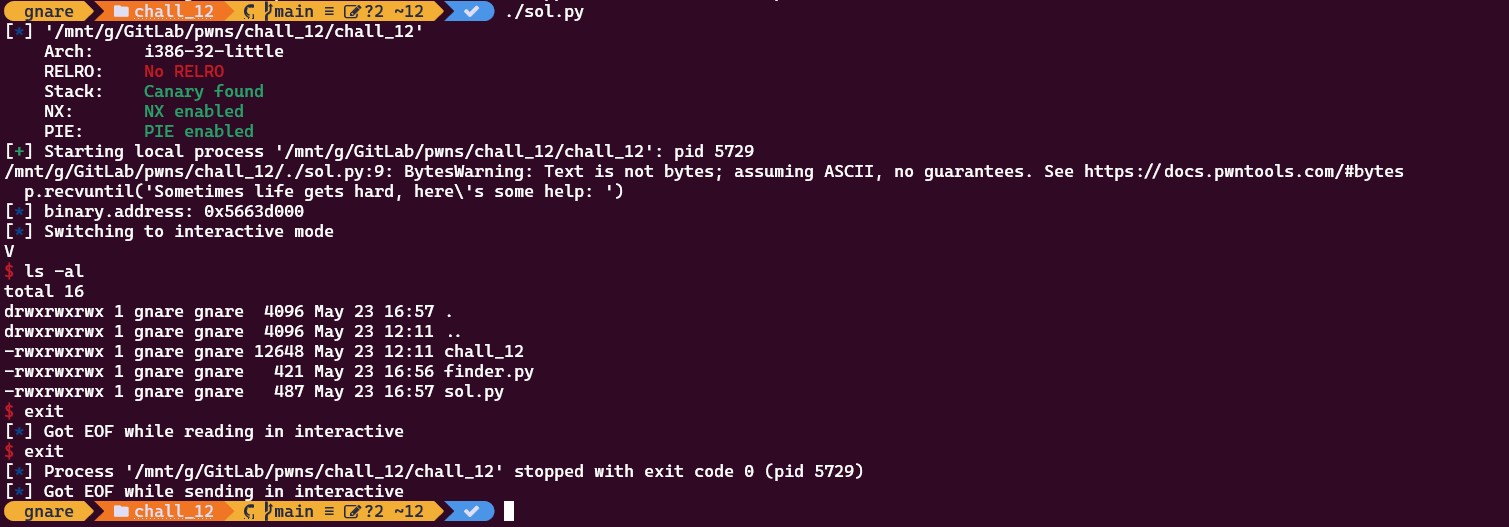 gnare chall_12 main ≡ ?2 ~12 ./sol.py
[*] '/mnt/g/GitLab/pwns/chall_12/chall_12'
    Arch:     i386-32-little
    RELRO:    No RELRO
    Stack:    Canary found
    NX:       NX enabled
    PIE:      PIE enabled
[+] Starting local process '/mnt/g/GitLab/pwns/chall_12/chall_12': pid 5729
/mnt/g/GitLab/pwns/chall_12/./sol.py:9: BytesWarning: Text is not bytes; assuming ASCII, no guarantees. See https://docs.pwntools.com/#bytes
  p.recvuntil('Sometimes life gets hard, here\'s some help: ')
[*] binary.address: 0x5663d000
[*] Switching to interactive mode
V
$ ls -al
total 16
drwxrwxrwx 1 gnare gnare  4096 May 23 16:57 .
drwxrwxrwx 1 gnare gnare  4096 May 23 12:11 ..
-rwxrwxrwx 1 gnare gnare 12648 May 23 12:11 chall_12
-rwxrwxrwx 1 gnare gnare   421 May 23 16:56 finder.py
-rwxrwxrwx 1 gnare gnare   487 May 23 16:57 sol.py
$ exit
[*] Got EOF while reading in interactive
$ exit
[*] Process '/mnt/g/GitLab/pwns/chall_12/chall_12' stopped with exit code 0 (pid 5729)
[*] Got EOF while sending in interactive
gnare chall_12 main ≡ ?2 ~12